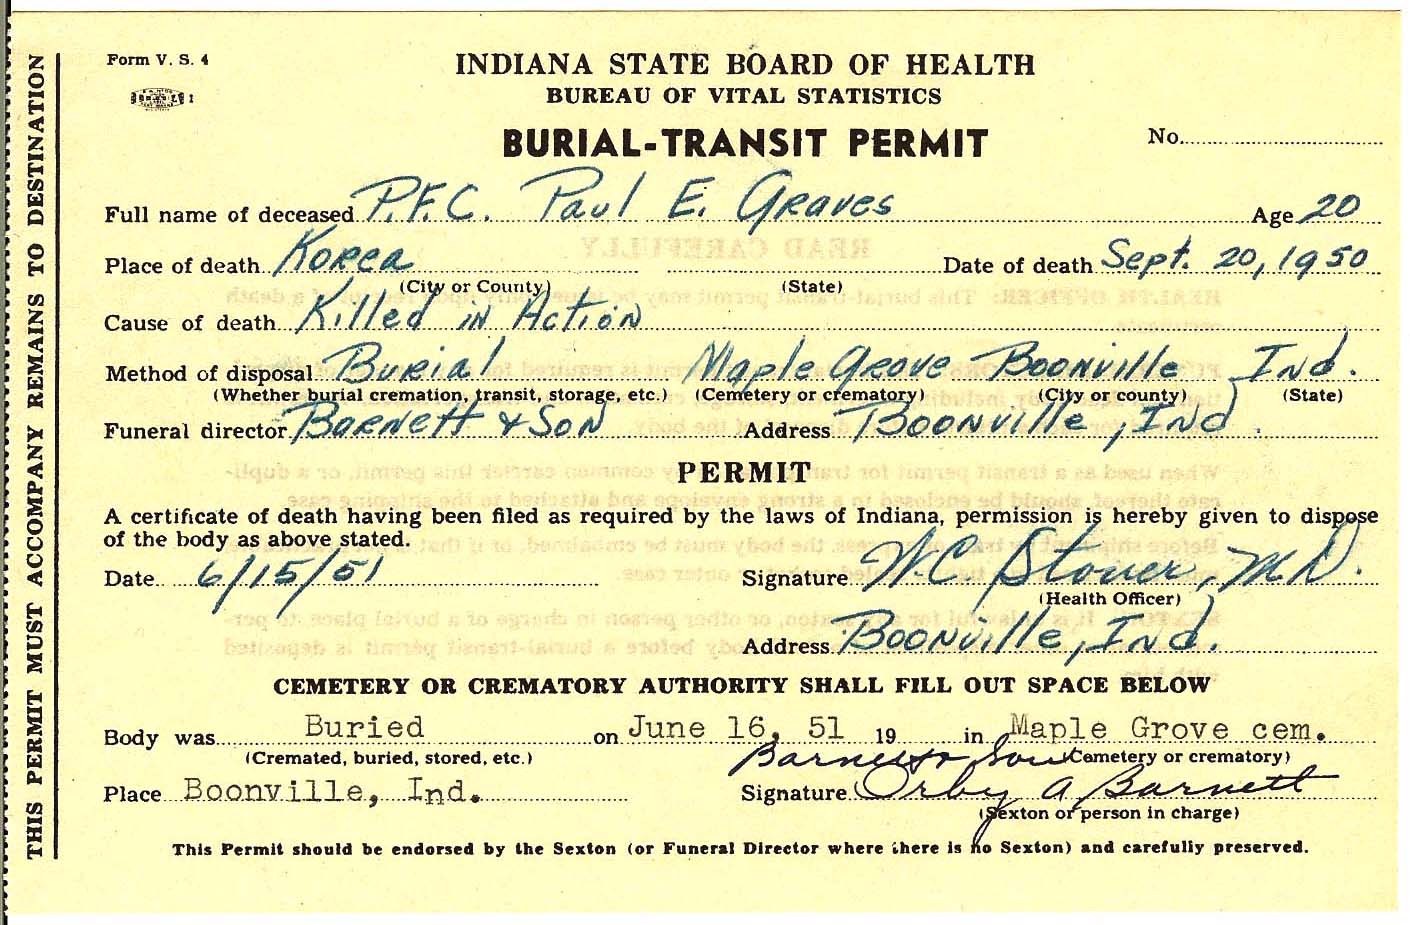 Form V. S. 4
INDIANA STATE BOARD OF HEALTH
BUREAU OF VITAL STATISTICS
BURIAL-TRANSIT PERMIT
No.
Full name of deceased P.F.C. Paul E. Graves Age 20
Place of death Korea Date of death Sept. 20, 1950
(City or County) (State)
Cause of death Killed in Action
Method of disposal Burial Maple Grove Boonville, Ind.
(Whether burial cremation, transit, storage, etc.) (Cemetery or crematory) (City or county) (State)
Funeral director Barnett & Son Address Boonville, Ind.
PERMIT
A certificate of death having been filed as required by the laws of Indiana, permission is hereby given to dispose
of the body as above stated.
Date 6/15/51 Signature W.C. Stover, M.D.
(Health Officer)
Address Boonville, Ind.
CEMETERY OR CREMATORY AUTHORITY SHALL FILL OUT SPACE BELOW
Body was Buried on June 16, 51 19 in Maple Grove cem.
(Cremated, buried, stored, etc.) Barnett & Son (Cemetery or crematory)
Place Boonville, Ind. Signature Orby A Barnett
(Sexton or person in charge)
This Permit should be endorsed by the Sexton (or Funeral Director where there is no Sexton) and carefully preserved.
THIS PERMIT MUST ACCOMPANY REMAINS TO DESTINATION